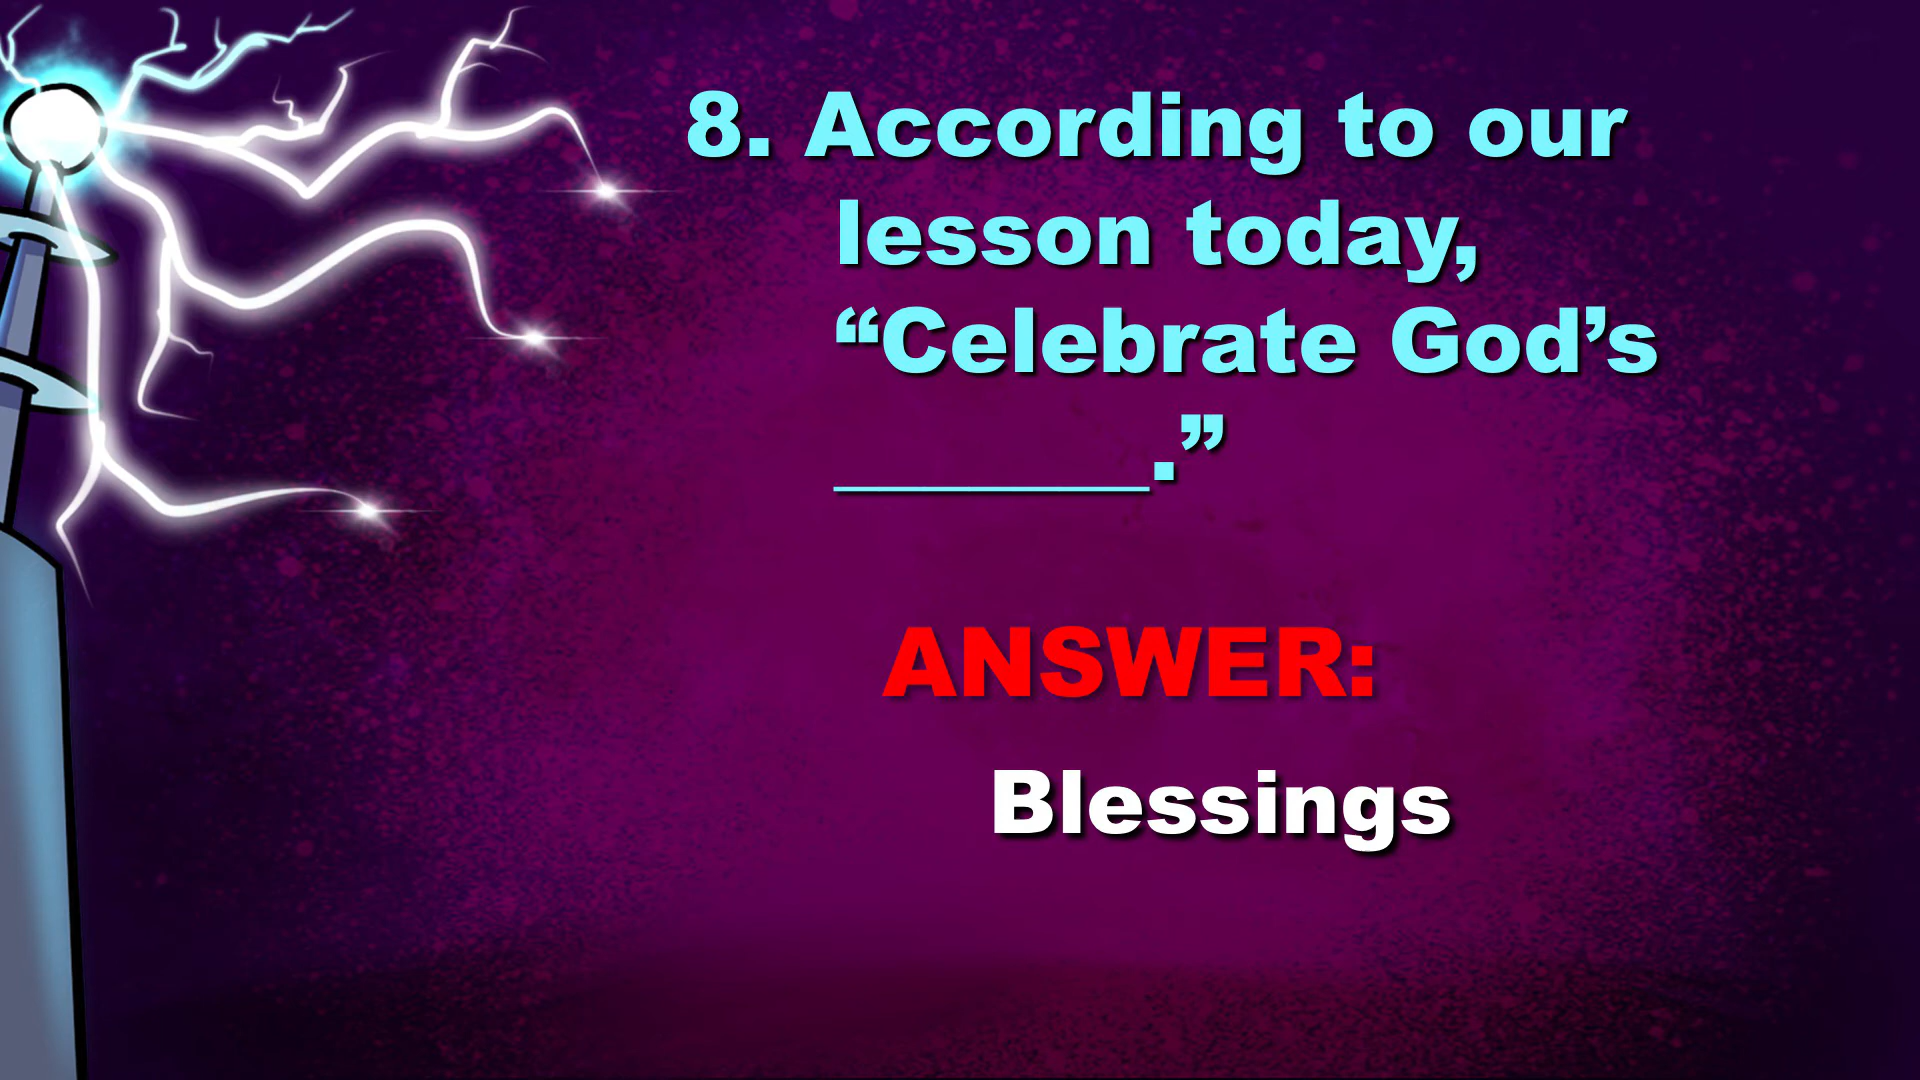 8. According to our
lesson today,
“Celebrate God’s
_______.”
ANSWER:
Blessings